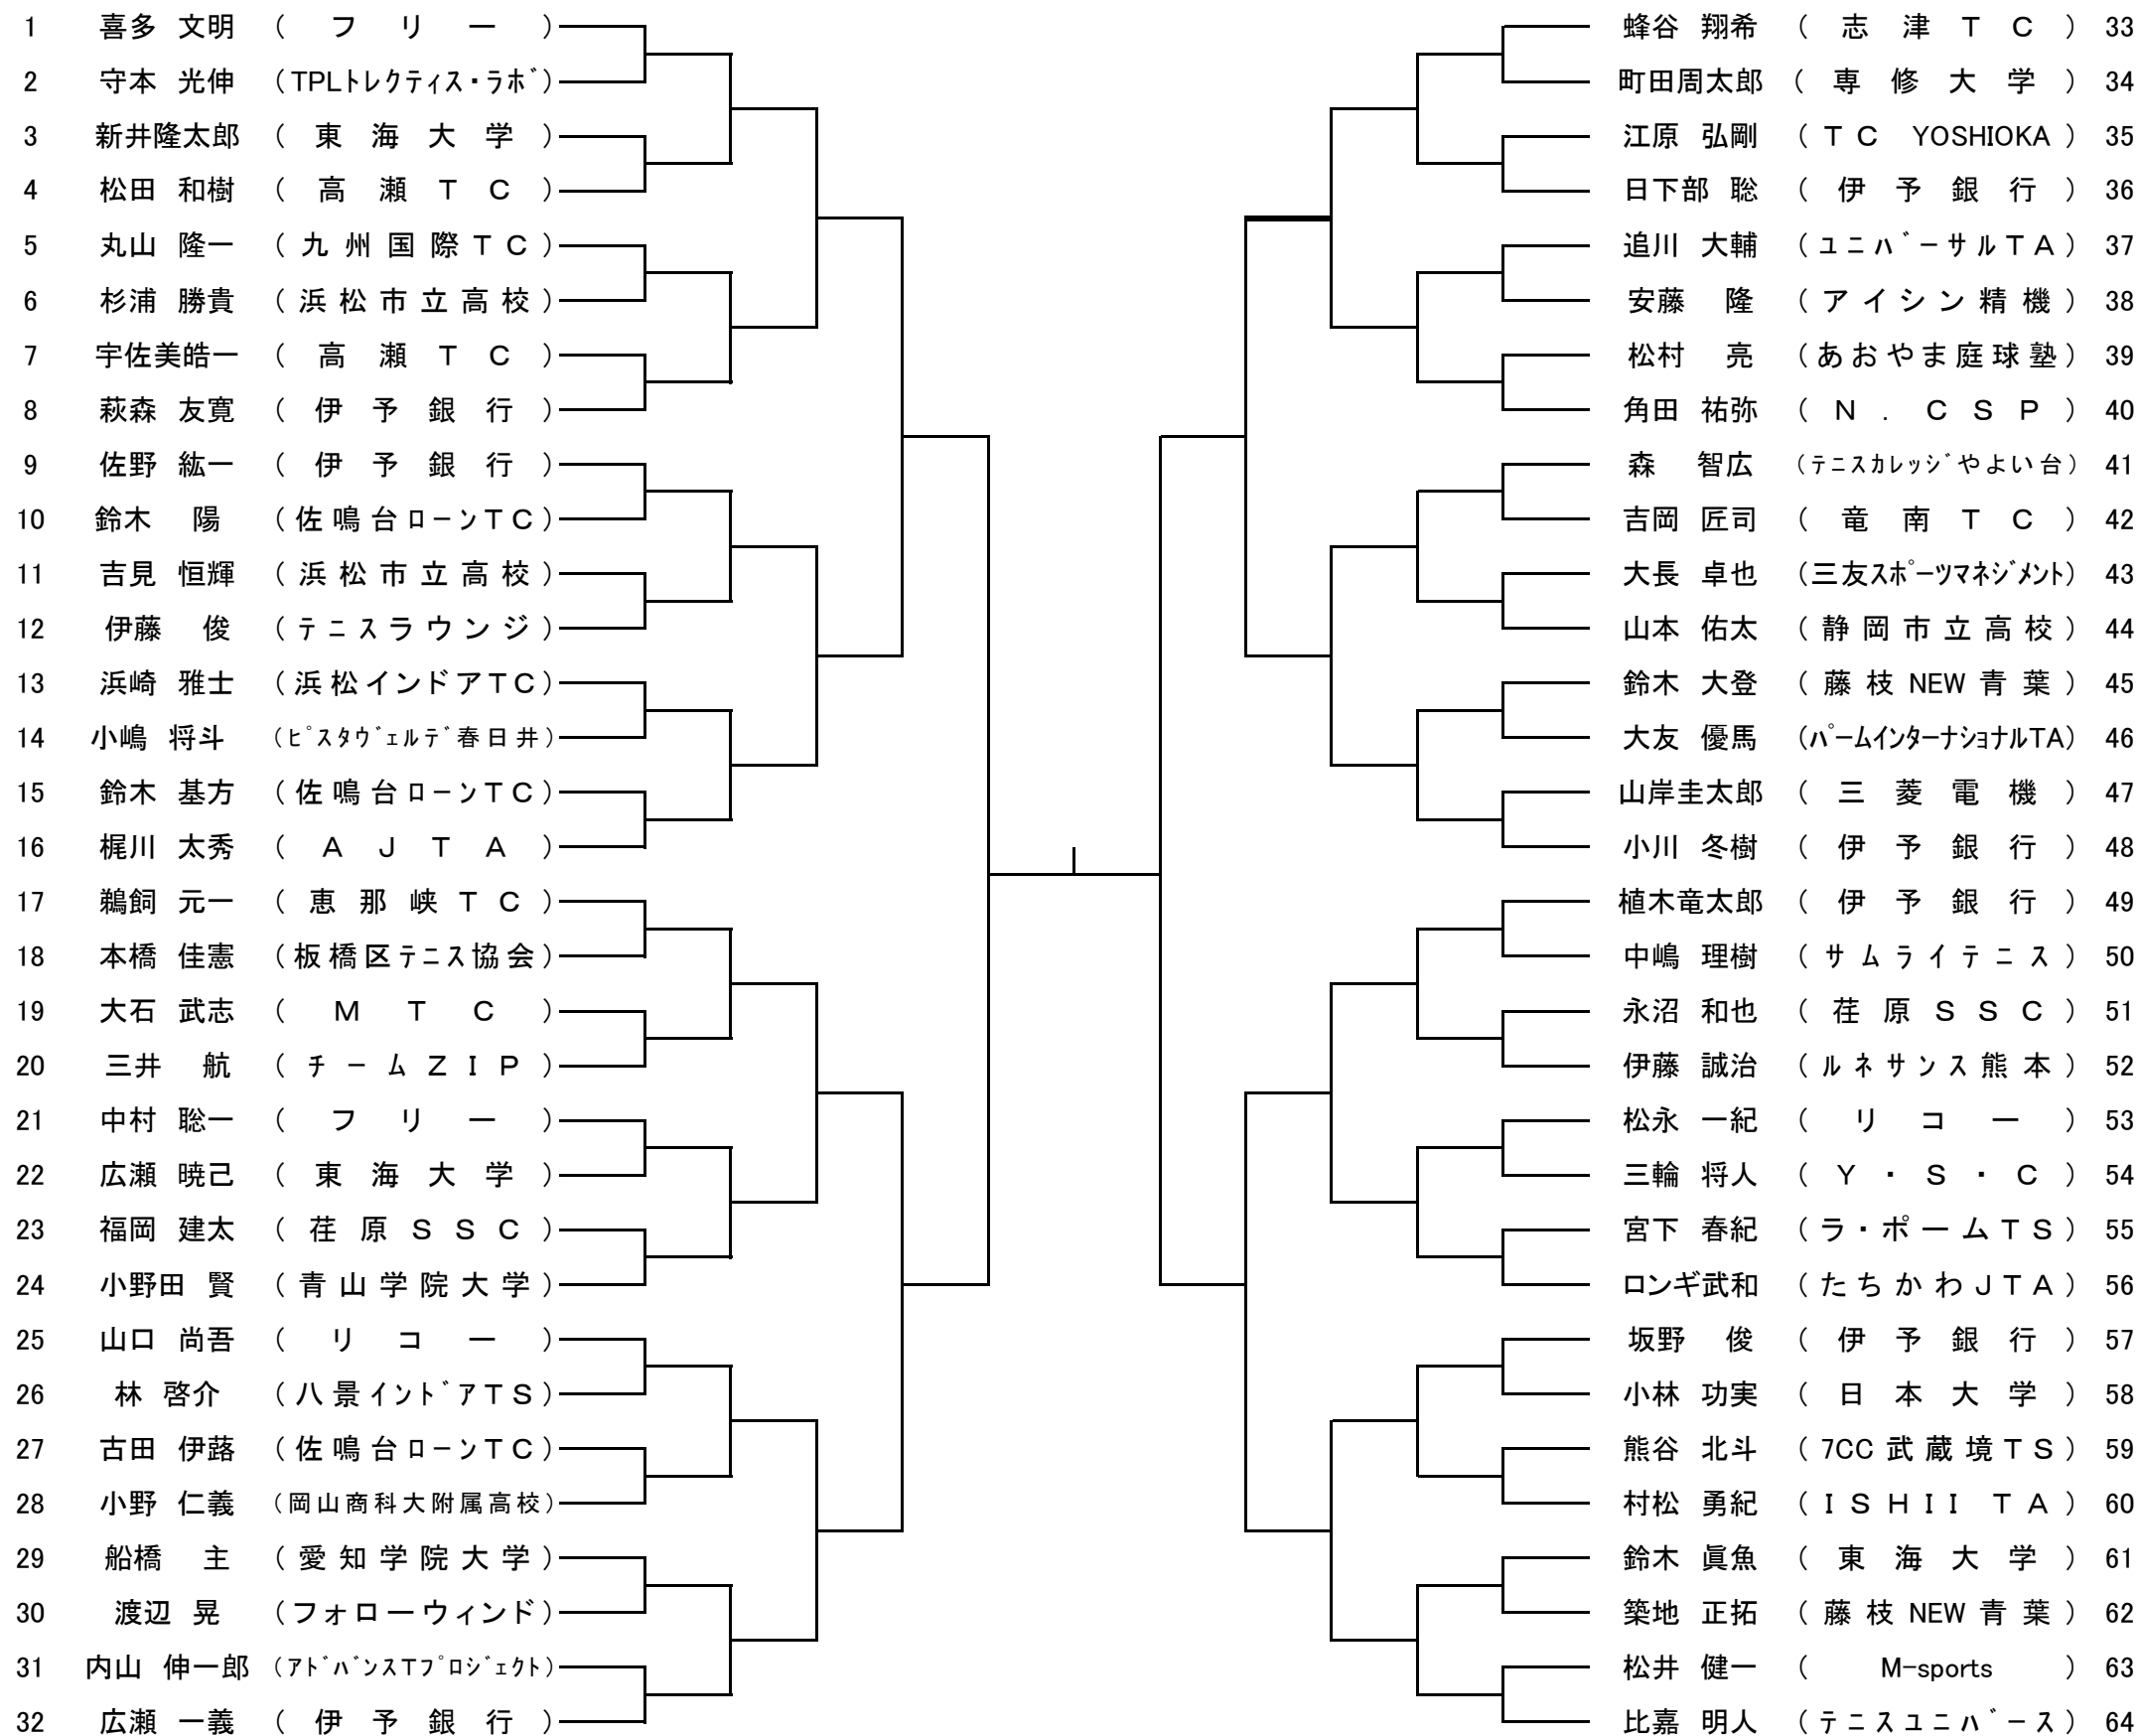 1 喜多 文明 (フリー)
2 守本 光伸 (TPLトレクティス・ラボ)
3 新井隆太郎 (東海大学)
4 松田 和樹 (高瀬TC)
5 丸山 隆一 (九州国際TC)
6 杉浦 勝貴 (浜松市立高校)
7 宇佐美皓一 (高瀬TC)
8 萩森 友寛 (伊予銀行)
9 佐野 紘一 (伊予銀行)
10 鈴木 陽 (佐鳴台ローンTC)
11 吉見 恒輝 (浜松市立高校)
12 伊藤 俊 (テニスラウンジ)
13 浜崎 雅士 (浜松インドアTC)
14 小嶋 将斗 (ピスタヴェルデ春日井)
15 鈴木 基方 (佐鳴台ローンTC)
16 梶川 太秀 (AJTA)
17 鵜飼 元一 (恵那峡TC)
18 本橋 佳憲 (板橋区テニス協会)
19 大石 武志 (MTC)
20 三井 航 (チームZIP)
21 中村 聡一 (フリー)
22 広瀬 暁己 (東海大学)
23 福岡 建太 (荏原SSC)
24 小野田 賢 (青山学院大学)
25 山口 尚吾 (リコー)
26 林 啓介 (八景インドアTS)
27 古田 伊蕗 (佐鳴台ローンTC)
28 小野 仁義 (岡山商科大附属高校)
29 船橋 主 (愛知学院大学)
30 渡辺 晃 (フォローウィンド)
31 内山 伸一郎 (アドバンスTプロジェクト)
32 広瀬 一義 (伊予銀行)
蜂谷 翔希 (志津TC) 33
町田周太郎 (専修大学) 34
江原 弘剛 (TC YOSHIOKA) 35
日下部 聡 (伊予銀行) 36
追川 大輔 (ユニバーサルTA) 37
安藤 隆 (アイシン精機) 38
松村 亮 (あおやま庭球塾) 39
角田 祐弥 (N.CSP) 40
森 智広 (テニスカレッジやよい台) 41
吉岡 匠司 (竜南TC) 42
大長 卓也 (三友スポーツマネジメント) 43
山本 佑太 (静岡市立高校) 44
鈴木 大登 (藤枝NEW青葉) 45
大友 優馬 (パームインターナショナルTA) 46
山岸圭太郎 (三菱電機) 47
小川 冬樹 (伊予銀行) 48
植木竜太郎 (伊予銀行) 49
中嶋 理樹 (サムライテニス) 50
永沼 和也 (荏原SSC) 51
伊藤 誠治 (ルネサンス熊本) 52
松永 一紀 (リコー) 53
三輪 将人 (Y・S・C) 54
宮下 春紀 (ラ・ポームTS) 55
ロンギ武和 (たちかわJTA) 56
坂野 俊 (伊予銀行) 57
小林 功実 (日本大学) 58
熊谷 北斗 (7CC武蔵境TS) 59
村松 勇紀 (ISHII TA) 60
鈴木 眞魚 (東海大学) 61
築地 正拓 (藤枝NEW青葉) 62
松井 健一 (M-sports) 63
比嘉 明人 (テニスユニバース) 64